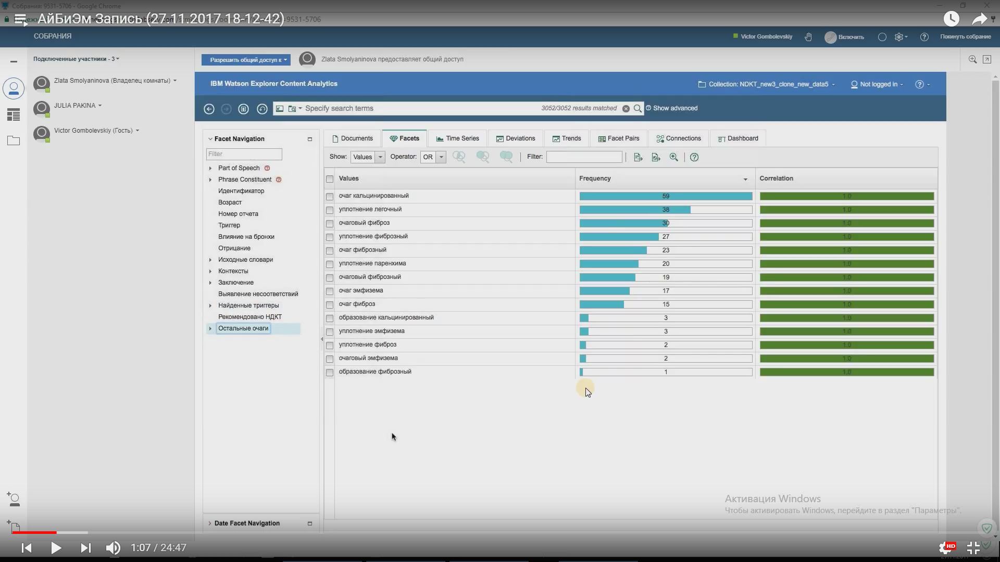 Собрания: 9531-5706 - Google Chrome
АйБиЭм Запись (27.11.2017 18-12-42)
=9531-5706
СОБРАНИЯ
Victor Gombolevskiy
Включить
Покинуть собрание
Подключенные участники - 3
Разрешить общий доступ к
Zlata Smolyaninova предоставляет общий доступ
Zlata Smolyaninova (Владелец комнаты)
JULIA PAKINA
Victor Gombolevskiy (Гость)
IBM Watson Explorer Content Analytics
Collection: NDKT_new3_clone_new_data5
Not logged in
Specify search terms
3052/3052 results matched
Show advanced
Facet Navigation
Filter
Part of Speech
Phrase Constituent
Идентификатор
Возраст
Номер отчета
Триггер
Влияние на бронхи
Отрицание
Исходные словари
Контексты
Заключение
Выявление несоответствий
Найденные триггеры
Рекомендовано НДКТ
Остальные очаги
Date Facet Navigation
Documents Facets Time Series Deviations Trends Facet Pairs Connections Dashboard
Show: Values Operator: OR Filter:
Values Frequency Correlation
очаг кальцинированный 59 1.0
уплотнение легочный 38 1.0
очаговый фиброз 30 1.0
уплотнение фиброзный 27 1.0
очаг фиброзный 23 1.0
уплотнение паренхима 20 1.0
очаговый фиброзный 19 1.0
очаг эмфизема 17 1.0
очаг фиброз 15 1.0
образование кальцинированный 3 1.0
уплотнение эмфизема 3 1.0
уплотнение фиброз 2 1.0
очаговый эмфизема 2 1.0
образование фиброзный 1 1.0
Активация Windows
Чтобы активировать Windows, перейдите в раздел "Параметры".
1:07 / 24:47
HD